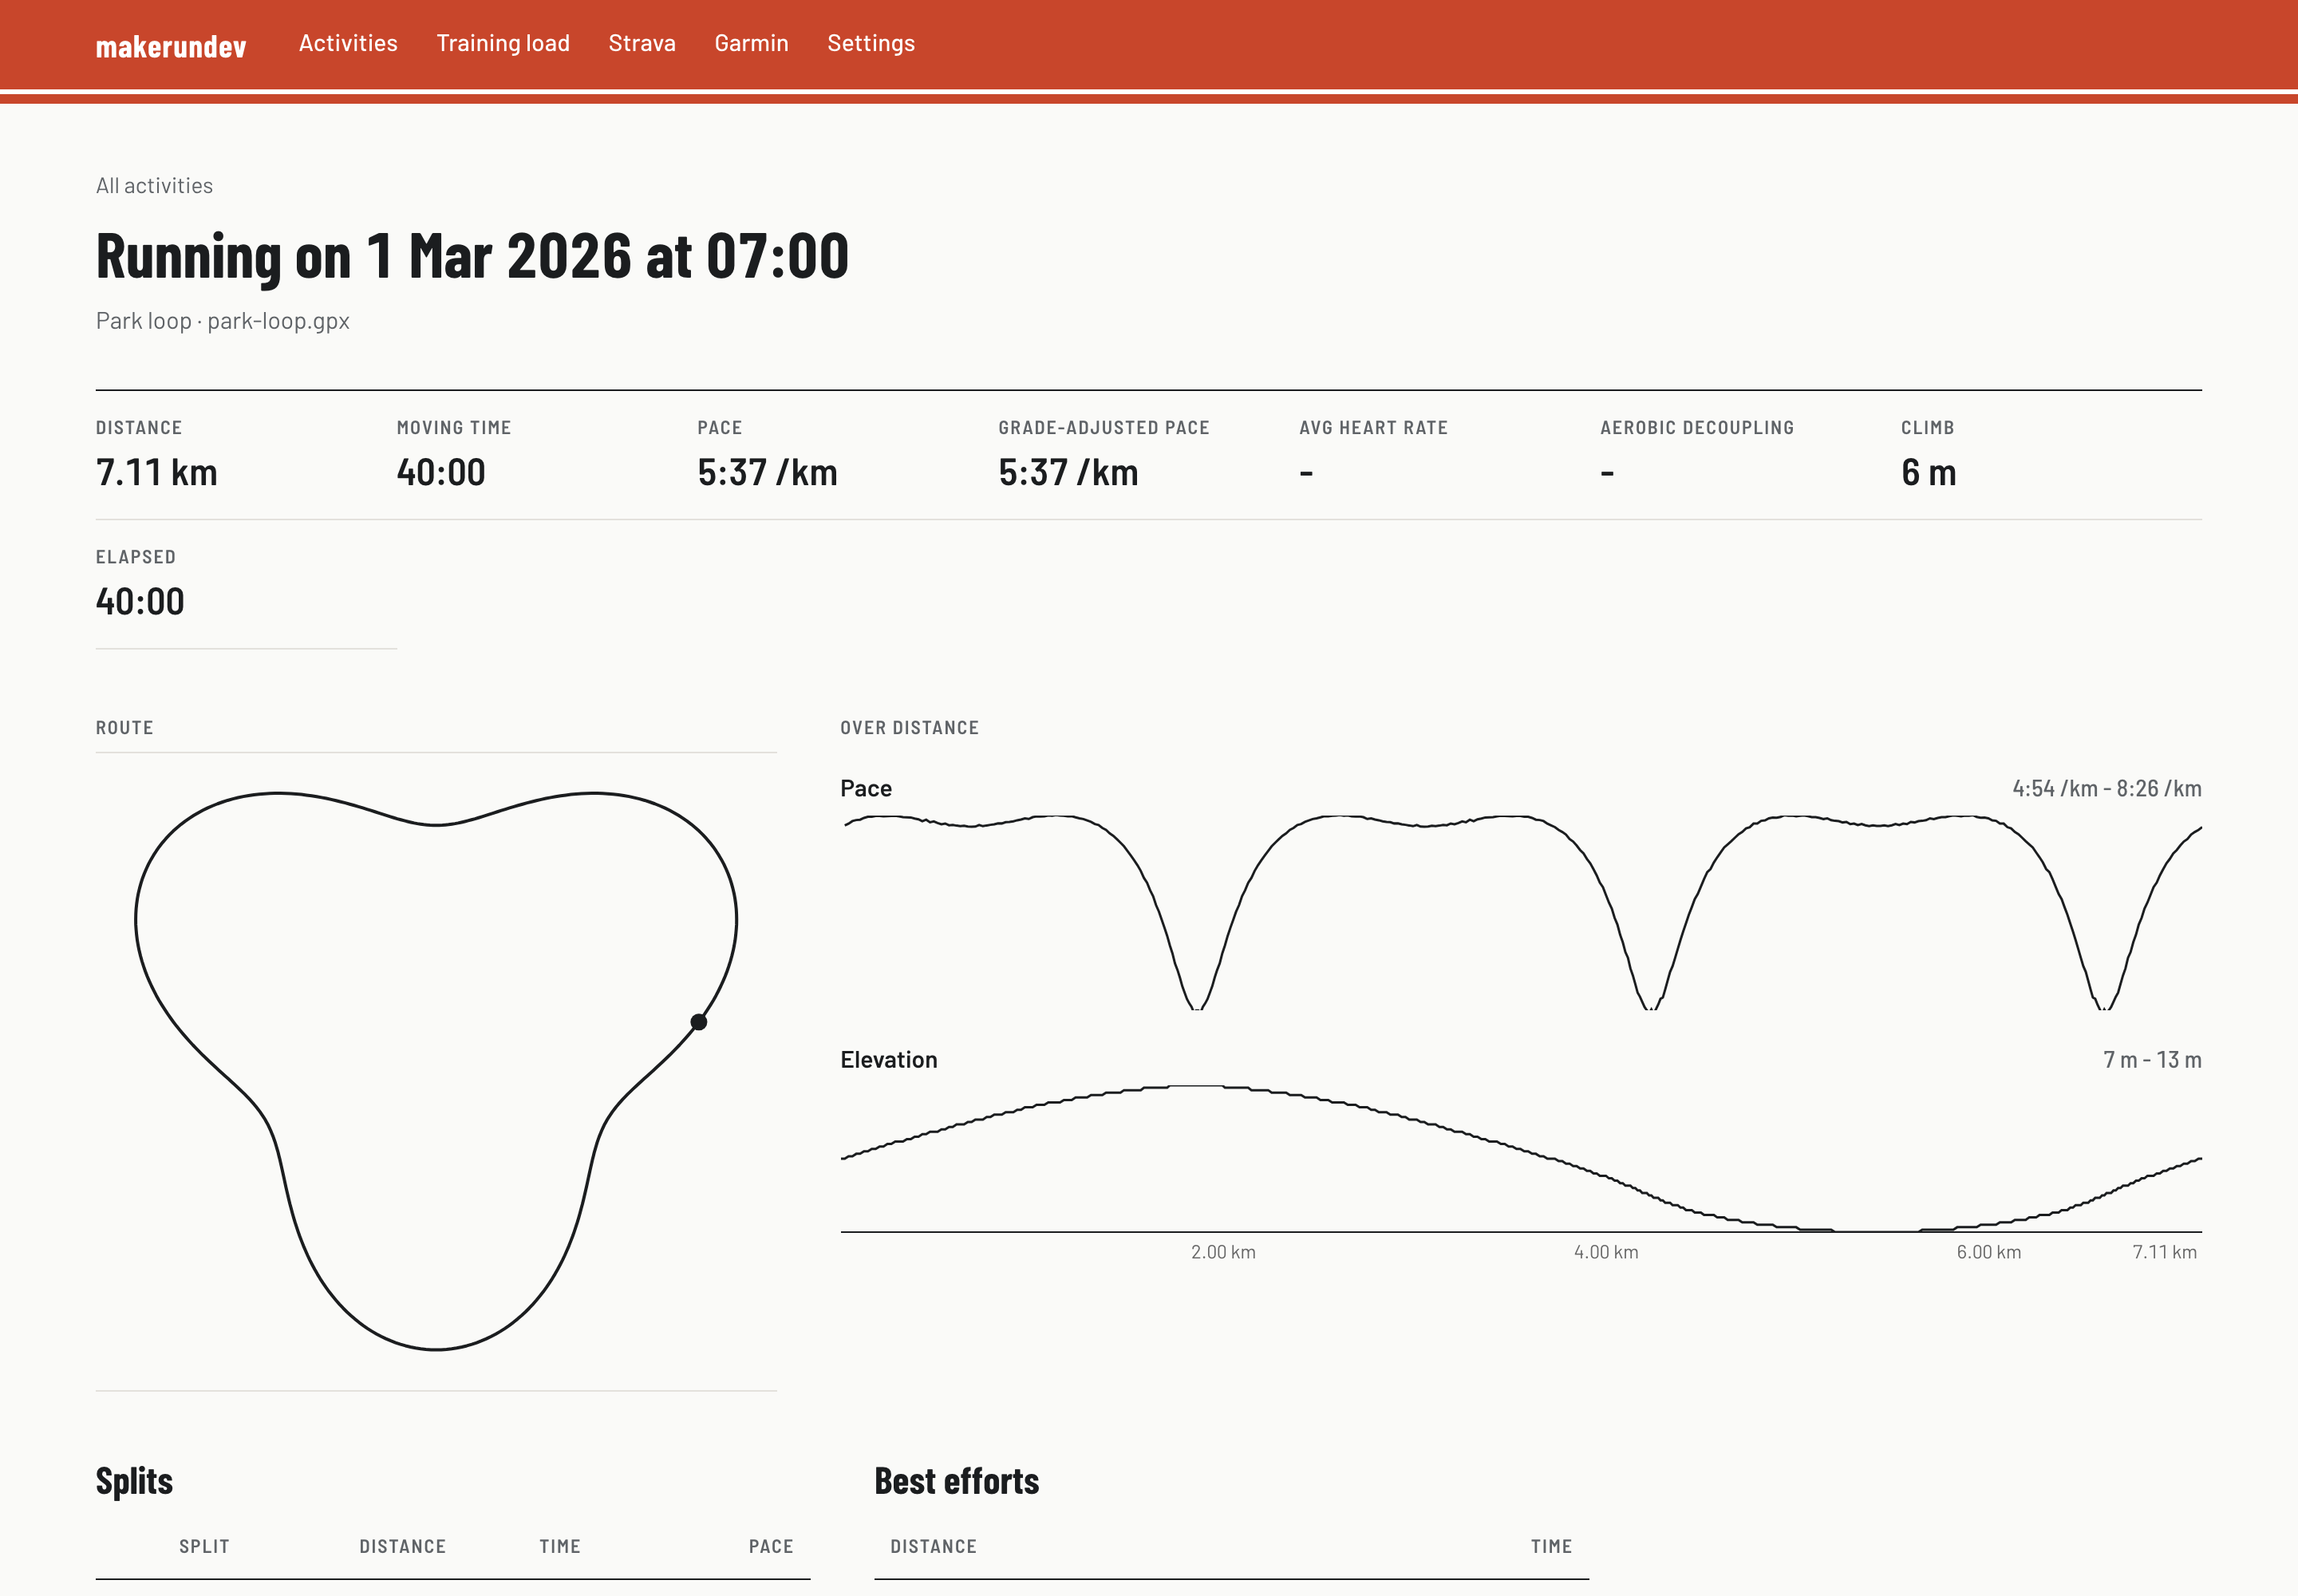 makerundev Activities Training load Strava Garmin Settings
All activities
Running on 1 Mar 2026 at 07:00
Park loop · park-loop.gpx
DISTANCE MOVING TIME PACE GRADE-ADJUSTED PACE AVG HEART RATE AEROBIC DECOUPLING CLIMB
7.11 km 40:00 5:37 /km 5:37 /km - - 6 m
ELAPSED
40:00
ROUTE OVER DISTANCE
Pace 4:54 /km - 8:26 /km
Elevation 7 m - 13 m
2.00 km 4.00 km 6.00 km 7.11 km
Splits Best efforts
SPLIT DISTANCE TIME PACE DISTANCE TIME